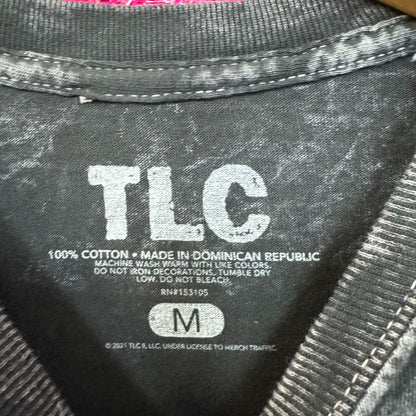 TLC
100% COTTON • MADE IN DOMINICAN REPUBLIC
MACHINE WASH WARM WITH LIKE COLORS.
DO NOT IRON DECORATIONS, TUMBLE DRY
LOW. DO NOT BLEACH.
RN#153105
M
© 2021 TLC R, LLC. UNDER LICENSE TO MERCH TRAFFIC.